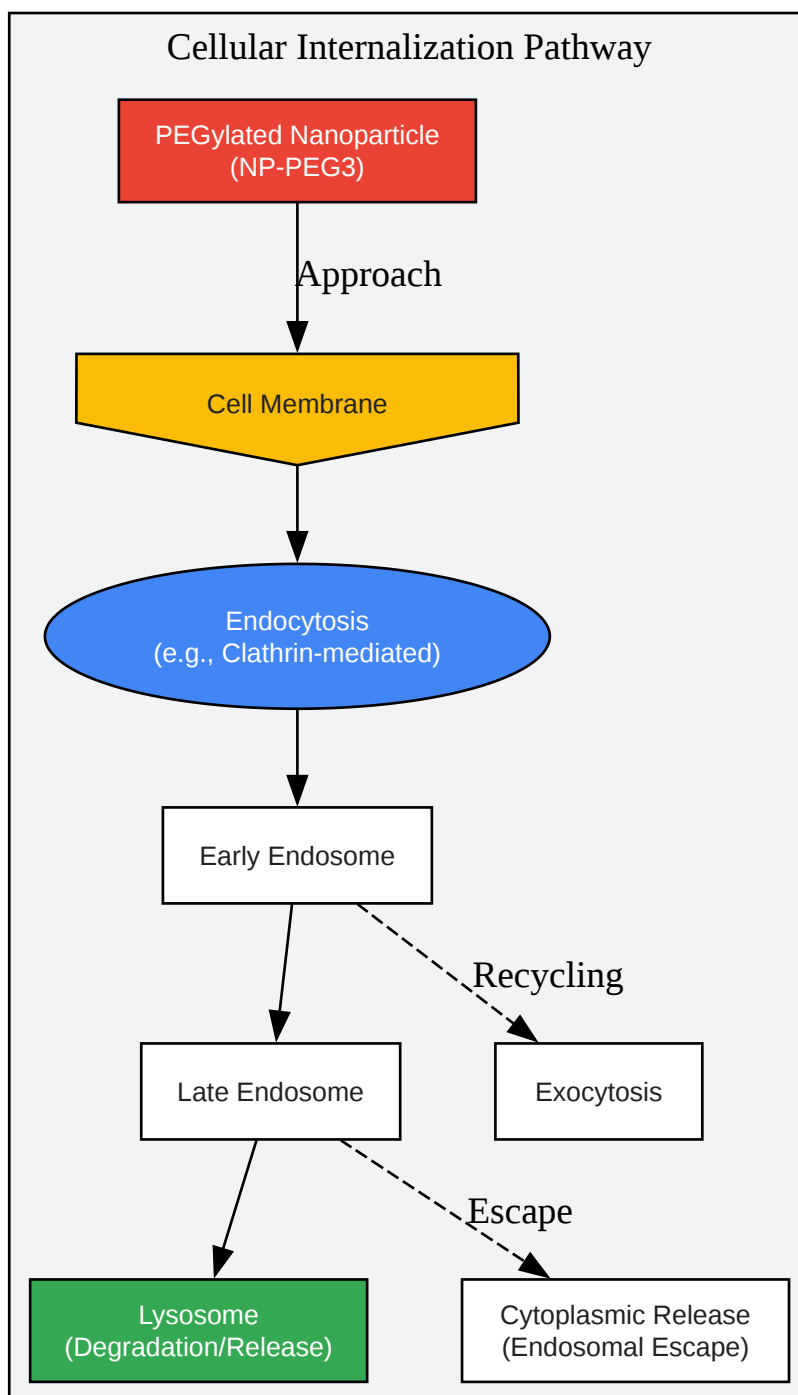 Cellular Internalization Pathway
PEGylated Nanoparticle
(NP-PEG3)
Approach
Cell Membrane
Endocytosis
(e.g., Clathrin-mediated)
Early Endosome
Recycling
Late Endosome
Exocytosis
Escape
Lysosome
(Degradation/Release)
Cytoplasmic Release
(Endosomal Escape)